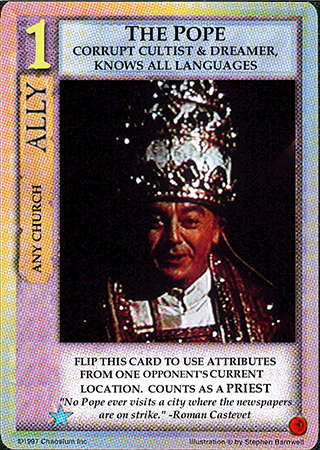 1
THE POPE
CORRUPT CULTIST & DREAMER,
KNOWS ALL LANGUAGES
ALLY
ANY CHURCH
FLIP THIS CARD TO USE ATTRIBUTES
FROM ONE OPPONENT'S CURRENT
LOCATION. COUNTS AS A PRIEST
"No Pope ever visits a city where the newspapers
are on strike." -Roman Castevet
©1997 Chaosium Inc
Illustration © by Stephen Barnwell